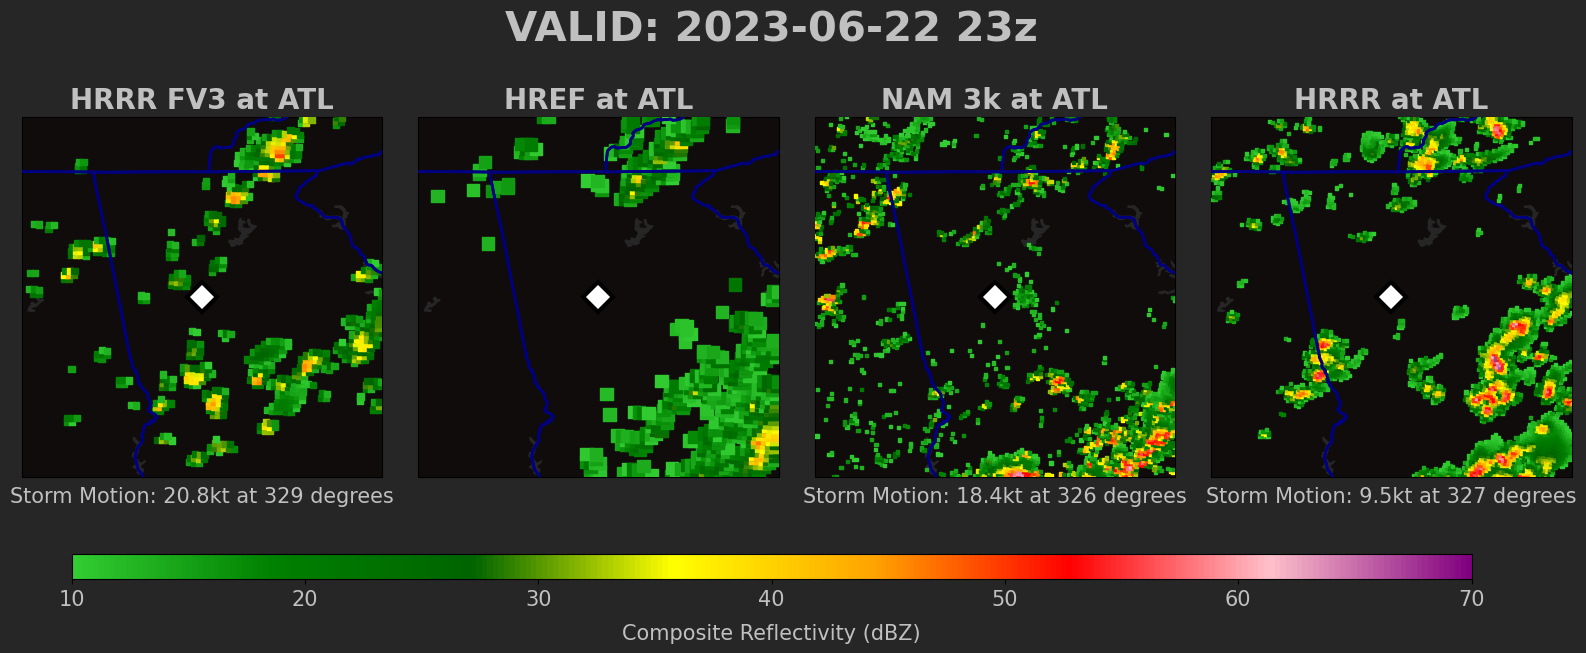 VALID: 2023-06-22 23z
HRRR FV3 at ATL
HREF at ATL
NAM 3k at ATL
HRRR at ATL
Storm Motion: 20.8kt at 329 degrees
Storm Motion: 18.4kt at 326 degrees
Storm Motion: 9.5kt at 327 degrees
10 20 30 40 50 60 70
Composite Reflectivity (dBZ)